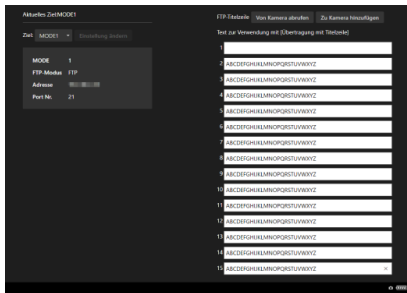 Aktuelles Ziel:MODE1
Ziel: MODE1 Einstellung ändern
MODE 1
FTP-Modus FTP
Adresse
Port Nr. 21
FTP-Titelzeile Von Kamera abrufen Zu Kamera hinzufügen
Text zur Verwendung mit [Übertragung mit Titelzeile]
1
2 ABCDEFGHIJKLMNOPQRSTUVWXYZ
3 ABCDEFGHIJKLMNOPQRSTUVWXYZ
4 ABCDEFGHIJKLMNOPQRSTUVWXYZ
5 ABCDEFGHIJKLMNOPQRSTUVWXYZ
6 ABCDEFGHIJKLMNOPQRSTUVWXYZ
7 ABCDEFGHIJKLMNOPQRSTUVWXYZ
8 ABCDEFGHIJKLMNOPQRSTUVWXYZ
9 ABCDEFGHIJKLMNOPQRSTUVWXYZ
10 ABCDEFGHIJKLMNOPQRSTUVWXYZ
11 ABCDEFGHIJKLMNOPQRSTUVWXYZ
12 ABCDEFGHIJKLMNOPQRSTUVWXYZ
13 ABCDEFGHIJKLMNOPQRSTUVWXYZ
14 ABCDEFGHIJKLMNOPQRSTUVWXYZ
15 ABCDEFGHIJKLMNOPQRSTUVWXYZ